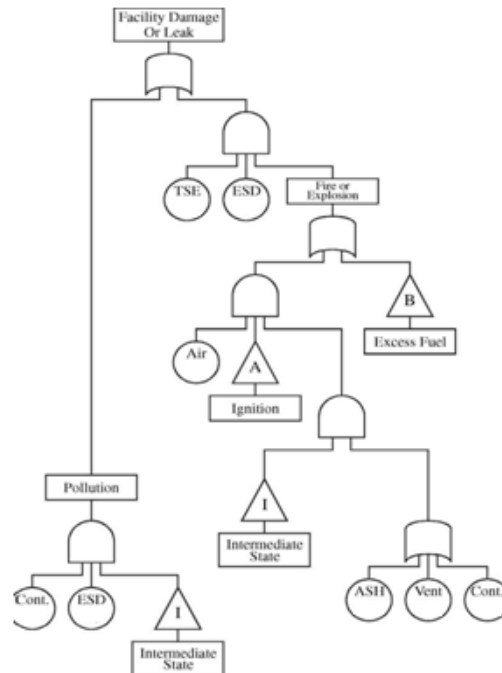 Facility Damage
Or Leak
TSE
ESD
Fire or
Explosion
B
Excess Fuel
Air
A
Ignition
Pollution
I
Intermediate
State
Cont.
ESD
I
Intermediate
State
ASH
Vent
Cont.